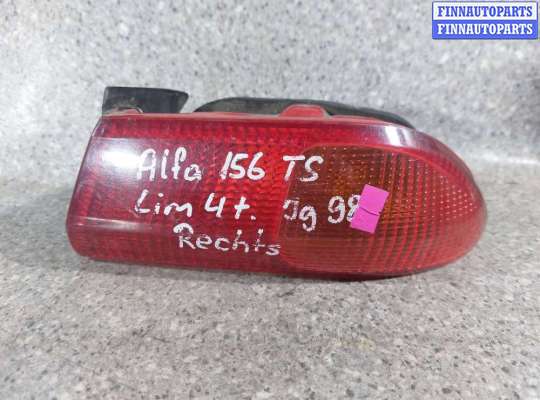 FINNAUTOPARTS
FINNAUTOPARTS
Alfa 156 TS
Lim 4t. Jg 98
Rechts